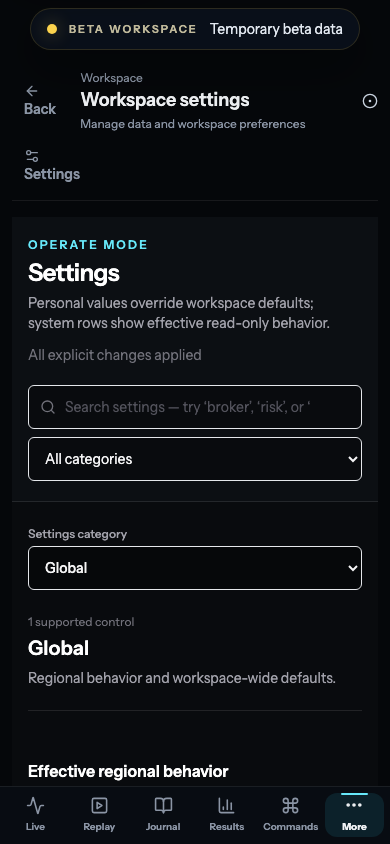 BETA WORKSPACE Temporary beta data
Workspace
Back
Workspace settings
Manage data and workspace preferences
Settings
OPERATE MODE
Settings
Personal values override workspace defaults;
system rows show effective read-only behavior.
All explicit changes applied
Search settings — try ‘broker’, ‘risk’, or ‘
All categories
Settings category
Global
1 supported control
Global
Regional behavior and workspace-wide defaults.
Effective regional behavior
Live Replay Journal Results Commands More